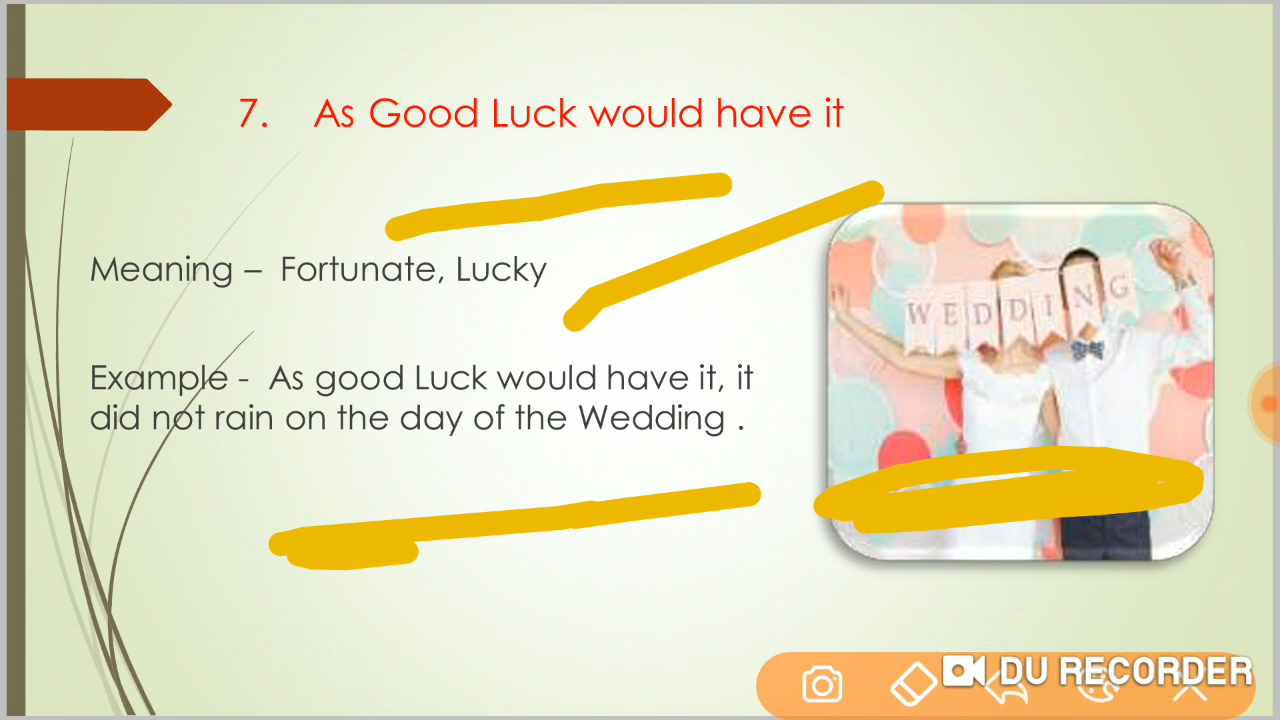 7. As Good Luck would have it
Meaning – Fortunate, Lucky
WEDDING
Example - As good Luck would have it, it
did not rain on the day of the Wedding .
DU RECORDER